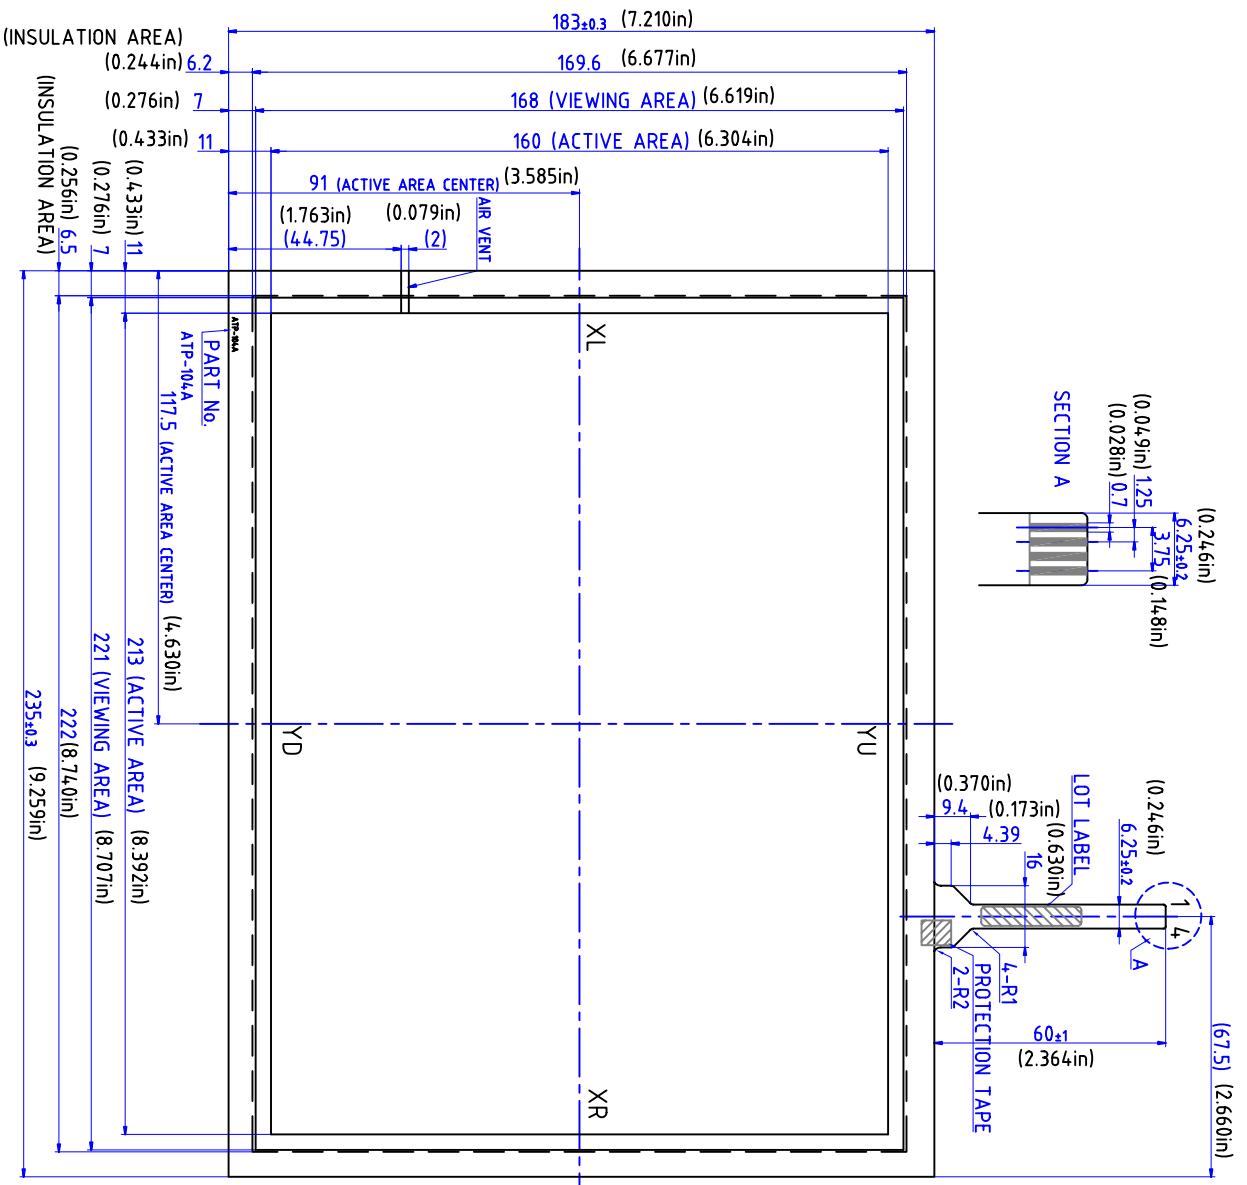 183±0.3 (7.210in)
(INSULATION AREA)
(0.244in) 6.2
169.6 (6.677in)
(0.276in) 7
168 (VIEWING AREA) (6.619in)
(0.433in) 11
160 (ACTIVE AREA) (6.304in)
91 (ACTIVE AREA CENTER) (3.585in)
(1.763in)
(44.75)
(0.079in)
(2)
AIR VENT
(INSULATION AREA)
(0.256in) 6.5
(0.276in) 7
(0.433in) 11
ATP-104A
PART No.
ATP-104A
117.5 (ACTIVE AREA CENTER) (4.630in)
213 (ACTIVE AREA) (8.392in)
221 (VIEWING AREA) (8.707in)
222 (8.740in)
235±0.3 (9.259in)
XL
XR
YD
YU
SECTION A
(0.049in) 1.25
(0.028in) 0.7
(0.246in)
6.25±0.2
3.75 (0.148in)
(0.370in)
9.4
(0.173in)
4.39
16
(0.630in)
LOT LABEL
(0.246in)
6.25±0.2
1
4
A
4-R1
2-R2
PROTECTION TAPE
60±1
(2.364in)
(67.5) (2.660in)